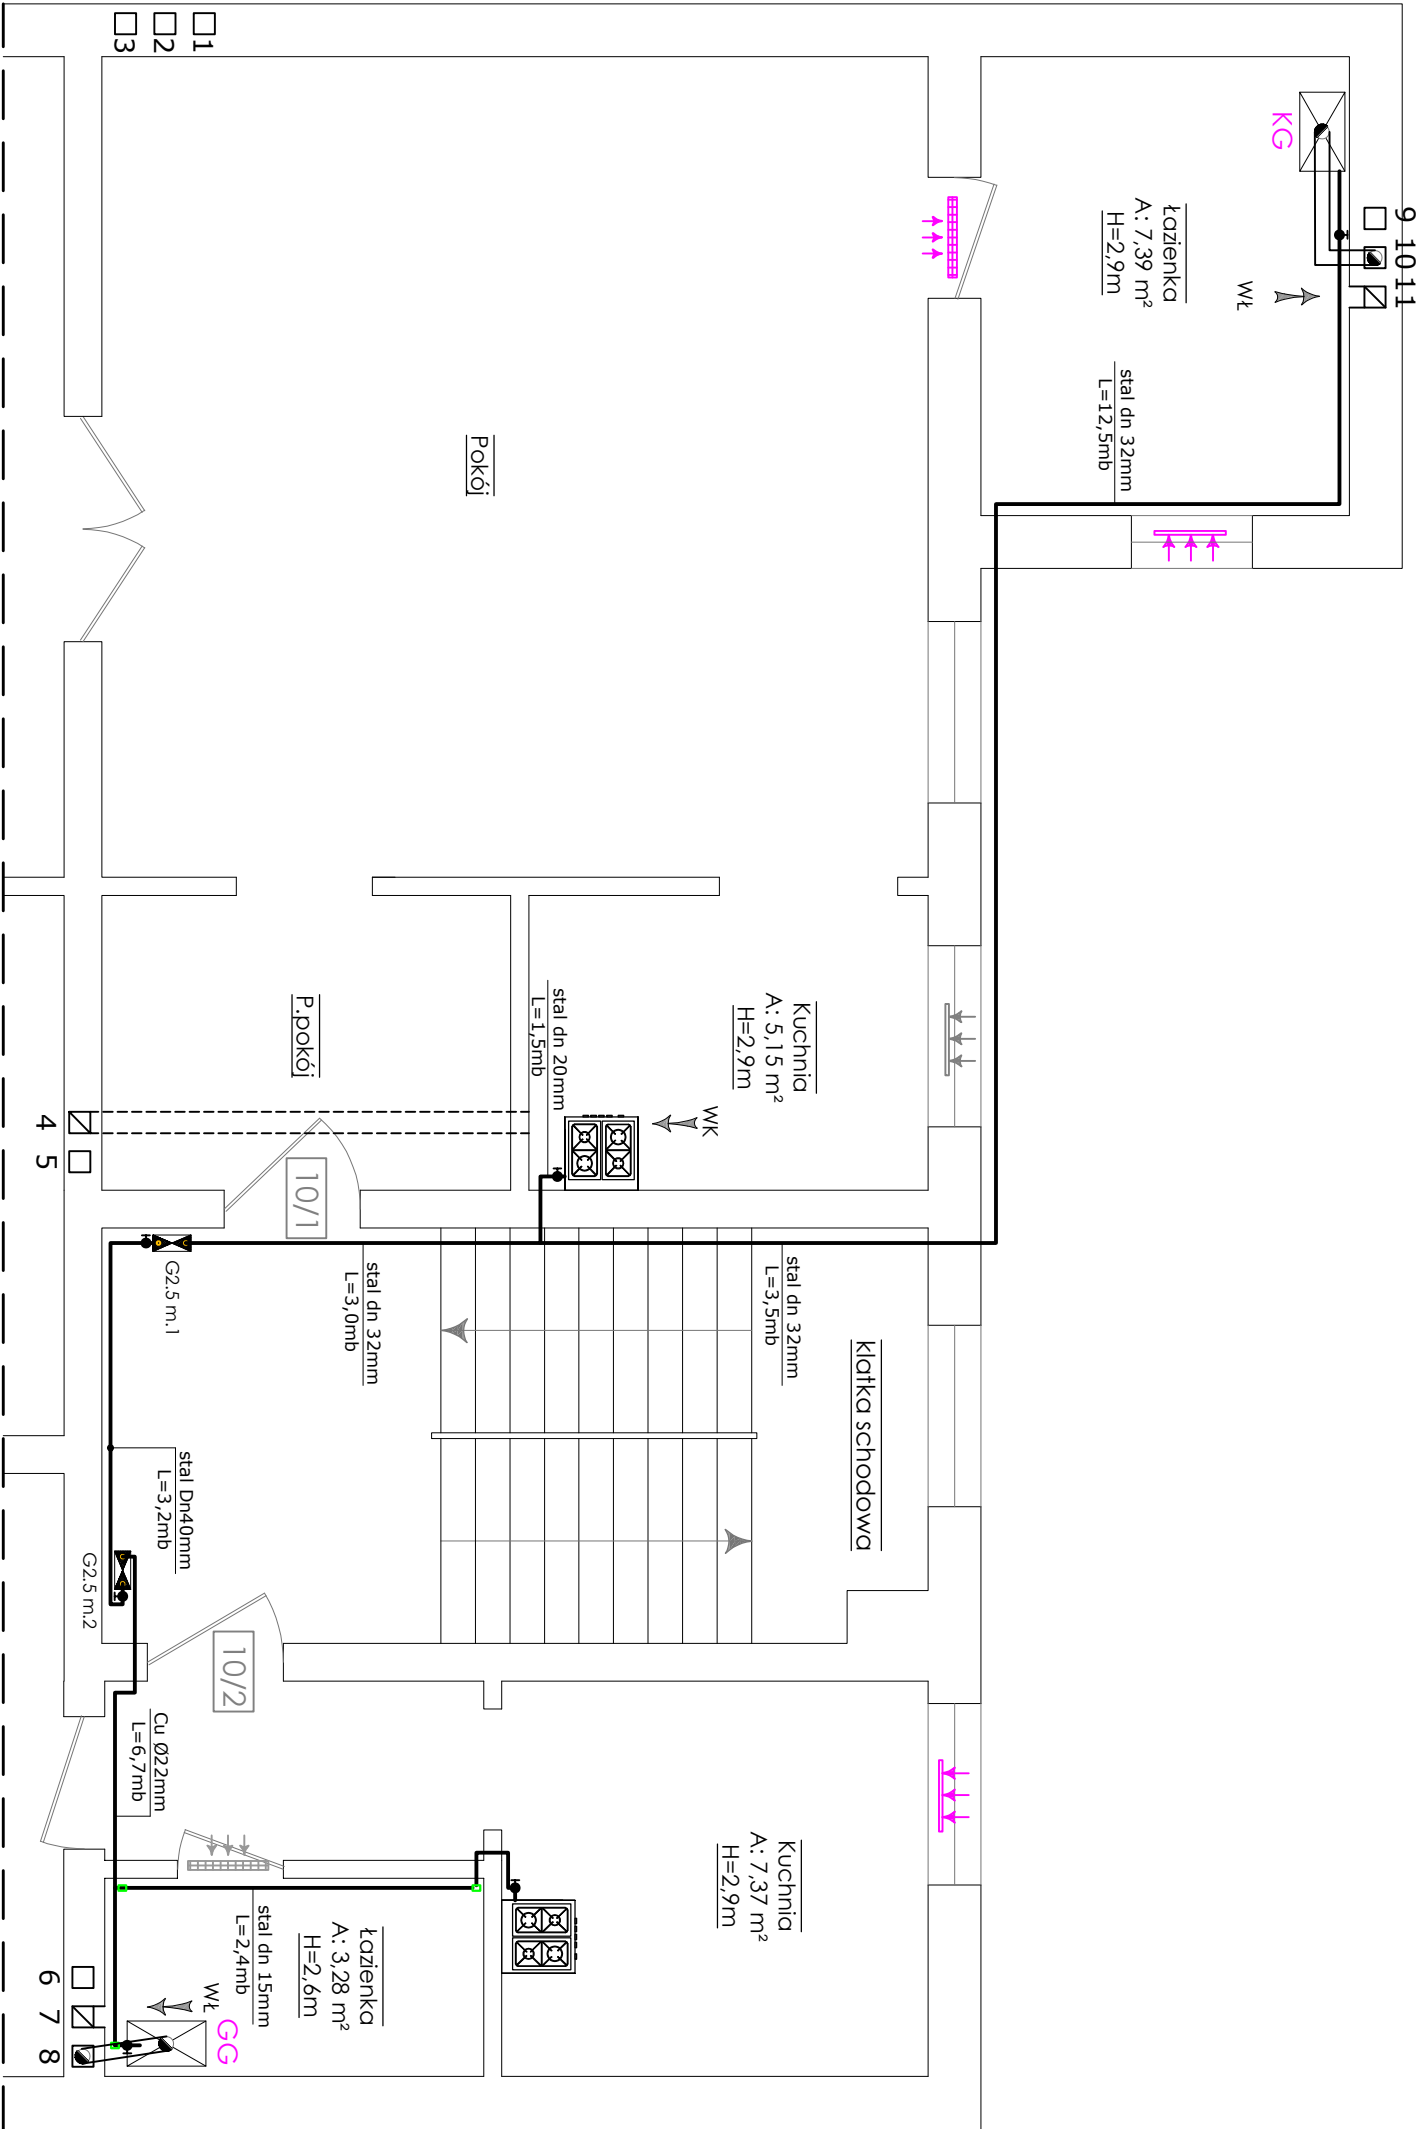 1
2
3
KG
9
10
11
Łazienka
A: 7,39 m²
H=2,9m
WŁ
stal dn 32mm
L=12,5mb
Pokój
Kuchnia
A: 5,15 m²
H=2,9m
stal dn 20mm
L=1,5mb
P.pokój
WK
4
5
10/1
G2.5 m.1
stal dn 32mm
L=3,0mb
stal dn 32mm
L=3,5mb
klatka schodowa
stal Dn40mm
L=3,2mb
G2.5 m.2
10/2
Cu Ø22mm
L=6,7mb
Kuchnia
A: 7,37 m²
H=2,9m
stal dn 15mm
L=2,4mb
Łazienka
A: 3,28 m²
H=2,6m
WŁ
GG
6
7
8